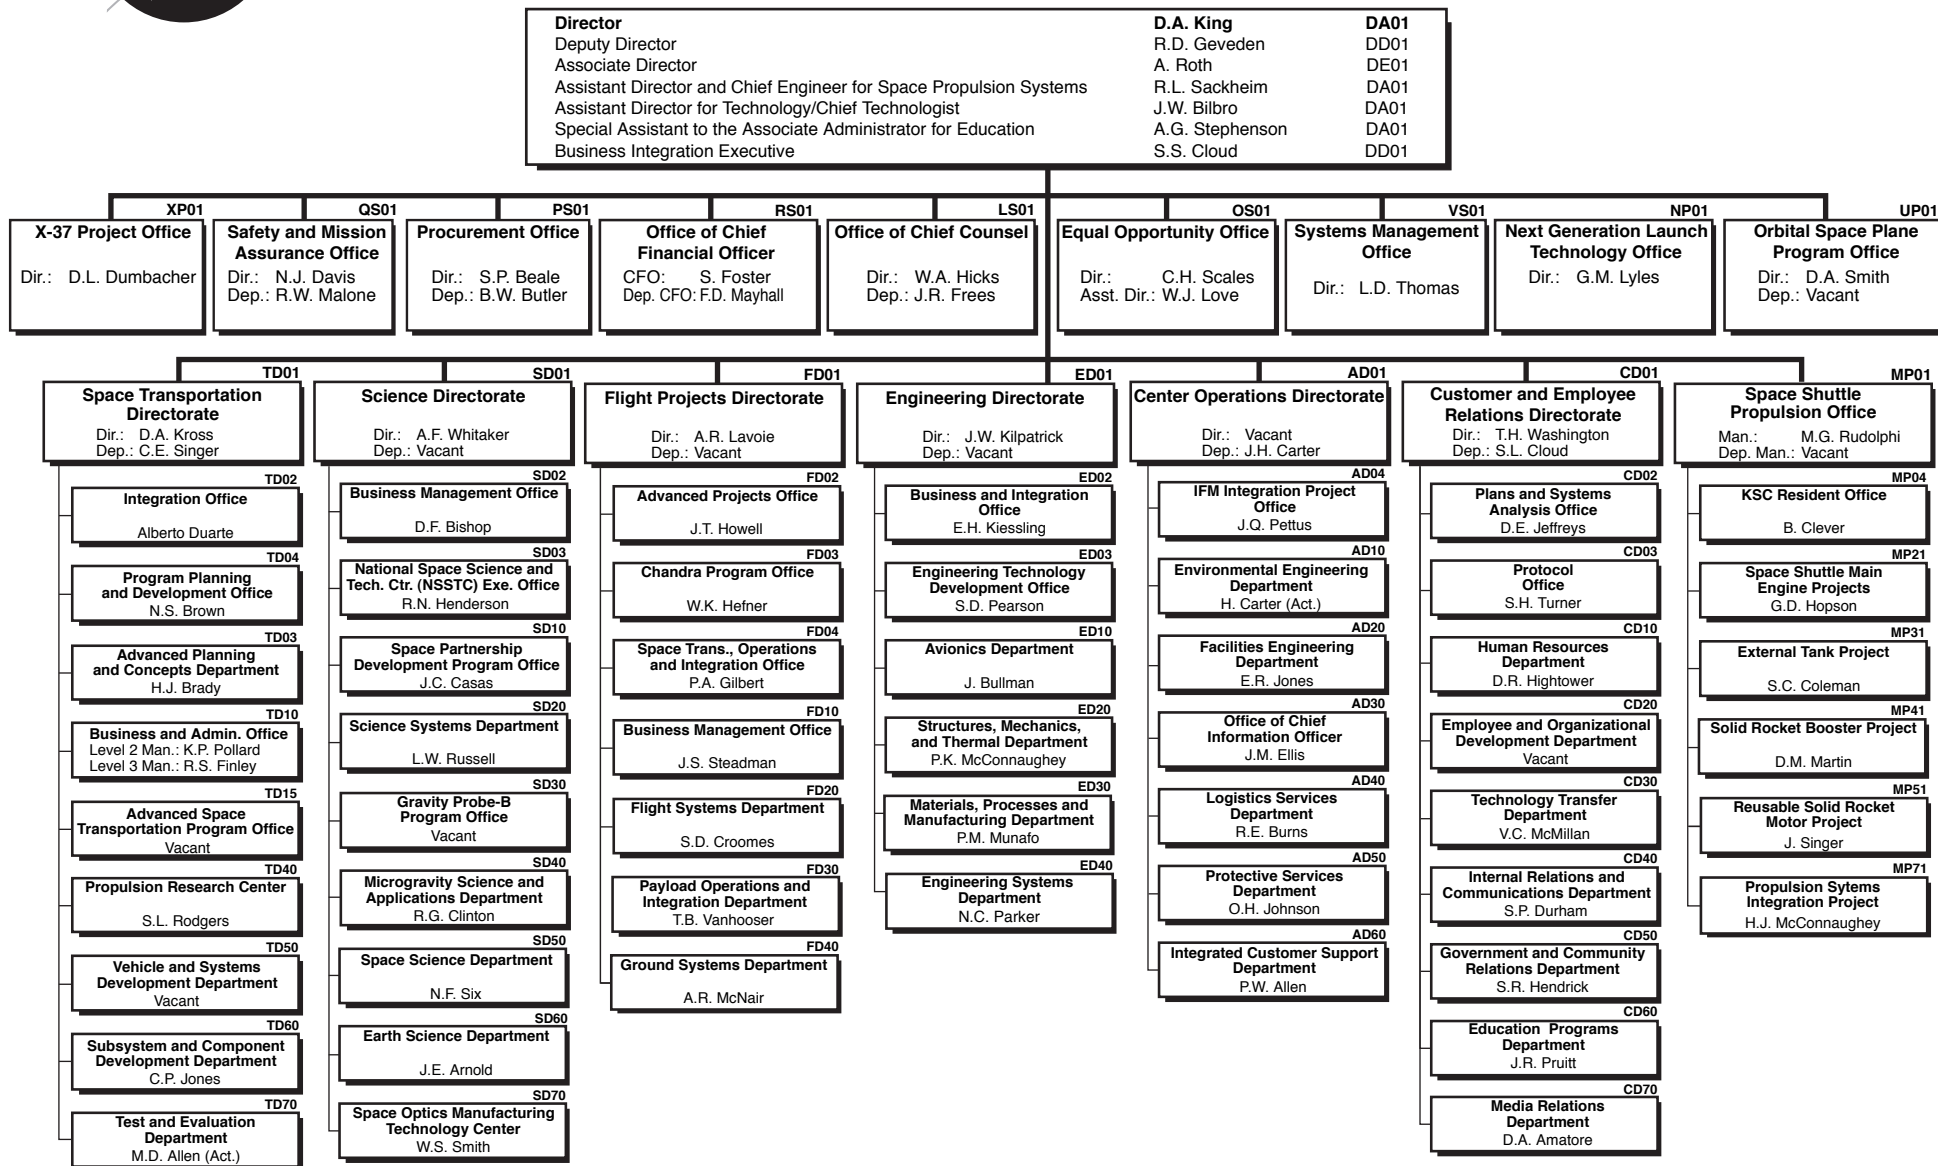 Director D.A. King DA01
Deputy Director R.D. Geveden DD01
Associate Director A. Roth DE01
Assistant Director and Chief Engineer for Space Propulsion Systems R.L. Sackheim DA01
Assistant Director for Technology/Chief Technologist J.W. Bilbro DA01
Special Assistant to the Associate Administrator for Education A.G. Stephenson DA01
Business Integration Executive S.S. Cloud DD01
XP01
X-37 Project Office
Dir.: D.L. Dumbacher
QS01
Safety and Mission
Assurance Office
Dir.: N.J. Davis
Dep.: R.W. Malone
PS01
Procurement Office
Dir.: S.P. Beale
Dep.: B.W. Butler
RS01
Office of Chief
Financial Officer
CFO: S. Foster
Dep. CFO: F.D. Mayhall
LS01
Office of Chief Counsel
Dir.: W.A. Hicks
Dep.: J.R. Frees
OS01
Equal Opportunity Office
Dir.: C.H. Scales
Asst. Dir.: W.J. Love
VS01
Systems Management
Office
Dir.: L.D. Thomas
NP01
Next Generation Launch
Technology Office
Dir.: G.M. Lyles
UP01
Orbital Space Plane
Program Office
Dir.: D.A. Smith
Dep.: Vacant
TD01
Space Transportation
Directorate
Dir.: D.A. Kross
Dep.: C.E. Singer
TD02
Integration Office
Alberto Duarte
TD04
Program Planning
and Development Office
N.S. Brown
TD03
Advanced Planning
and Concepts Department
H.J. Brady
TD10
Business and Admin. Office
Level 2 Man.: K.P. Pollard
Level 3 Man.: R.S. Finley
TD15
Advanced Space
Transportation Program Office
Vacant
TD40
Propulsion Research Center
S.L. Rodgers
TD50
Vehicle and Systems
Development Department
Vacant
TD60
Subsystem and Component
Development Department
C.P. Jones
TD70
Test and Evaluation
Department
M.D. Allen (Act.)
SD01
Science Directorate
Dir.: A.F. Whitaker
Dep.: Vacant
SD02
Business Management Office
D.F. Bishop
SD03
National Space Science and
Tech. Ctr. (NSSTC) Exe. Office
R.N. Henderson
SD10
Space Partnership
Development Program Office
J.C. Casas
SD20
Science Systems Department
L.W. Russell
SD30
Gravity Probe-B
Program Office
Vacant
SD40
Microgravity Science and
Applications Department
R.G. Clinton
SD50
Space Science Department
N.F. Six
SD60
Earth Science Department
J.E. Arnold
SD70
Space Optics Manufacturing
Technology Center
W.S. Smith
FD01
Flight Projects Directorate
Dir.: A.R. Lavoie
Dep.: Vacant
FD02
Advanced Projects Office
J.T. Howell
FD03
Chandra Program Office
W.K. Hefner
FD04
Space Trans., Operations
and Integration Office
P.A. Gilbert
FD10
Business Management Office
J.S. Steadman
FD20
Flight Systems Department
S.D. Croomes
FD30
Payload Operations and
Integration Department
T.B. Vanhooser
FD40
Ground Systems Department
A.R. McNair
ED01
Engineering Directorate
Dir.: J.W. Kilpatrick
Dep.: Vacant
ED02
Business and Integration
Office
E.H. Kiessling
ED03
Engineering Technology
Development Office
S.D. Pearson
ED10
Avionics Department
J. Bullman
ED20
Structures, Mechanics,
and Thermal Department
P.K. McConnaughey
ED30
Materials, Processes and
Manufacturing Department
P.M. Munafo
ED40
Engineering Systems
Department
N.C. Parker
AD01
Center Operations Directorate
Dir.: Vacant
Dep.: J.H. Carter
AD04
IFM Integration Project
Office
J.Q. Pettus
AD10
Environmental Engineering
Department
H. Carter (Act.)
AD20
Facilities Engineering
Department
E.R. Jones
AD30
Office of Chief
Information Officer
J.M. Ellis
AD40
Logistics Services
Department
R.E. Burns
AD50
Protective Services
Department
O.H. Johnson
AD60
Integrated Customer Support
Department
P.W. Allen
CD01
Customer and Employee
Relations Directorate
Dir.: T.H. Washington
Dep.: S.L. Cloud
CD02
Plans and Systems
Analysis Office
D.E. Jeffreys
CD03
Protocol
Office
S.H. Turner
CD10
Human Resources
Department
D.R. Hightower
CD20
Employee and Organizational
Development Department
Vacant
CD30
Technology Transfer
Department
V.C. McMillan
CD40
Internal Relations and
Communications Department
S.P. Durham
CD50
Government and Community
Relations Department
S.R. Hendrick
CD60
Education Programs
Department
J.R. Pruitt
CD70
Media Relations
Department
D.A. Amatore
MP01
Space Shuttle
Propulsion Office
Man.: M.G. Rudolphi
Dep. Man.: Vacant
MP04
KSC Resident Office
B. Clever
MP21
Space Shuttle Main
Engine Projects
G.D. Hopson
MP31
External Tank Project
S.C. Coleman
MP41
Solid Rocket Booster Project
D.M. Martin
MP51
Reusable Solid Rocket
Motor Project
J. Singer
MP71
Propulsion Sytems
Integration Project
H.J. McConnaughey